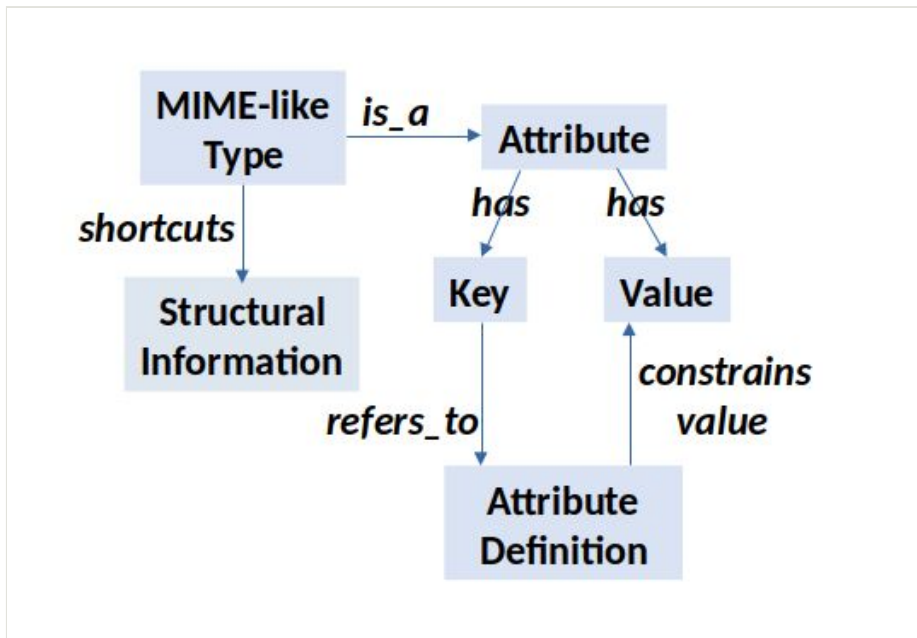 MIME-like
Type
is_a
Attribute
shortcuts
has
has
Structural
Information
Key
Value
refers_to
constrains
value
Attribute
Definition